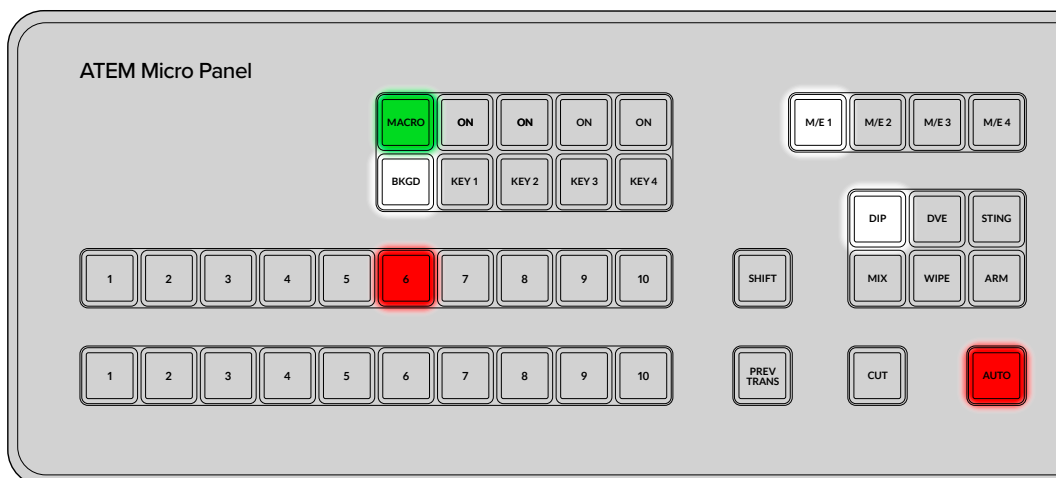 ATEM Micro Panel
MACRO ON ON ON ON
M/E 1 M/E 2 M/E 3 M/E 4
BKGD KEY 1 KEY 2 KEY 3 KEY 4
DIP DVE STING
1 2 3 4 5 6 7 8 9 10
SHIFT
MIX WIPE ARM
1 2 3 4 5 6 7 8 9 10
PREV
TRANS
CUT
AUTO